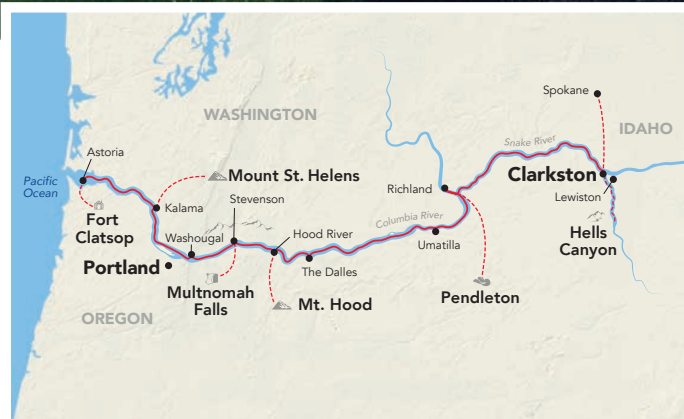 Spokane
WASHINGTON
IDAHO
Snake River
Astoria
Pacific
Ocean
Mount St. Helens
Clarkston
Stevenson
Richland
Lewiston
Kalama
Fort
Clatsop
Columbia River
Hells
Canyon
Washougal
Hood River
Umatilla
Portland
The Dalles
Multnomah
Falls
Mt. Hood
Pendleton
OREGON